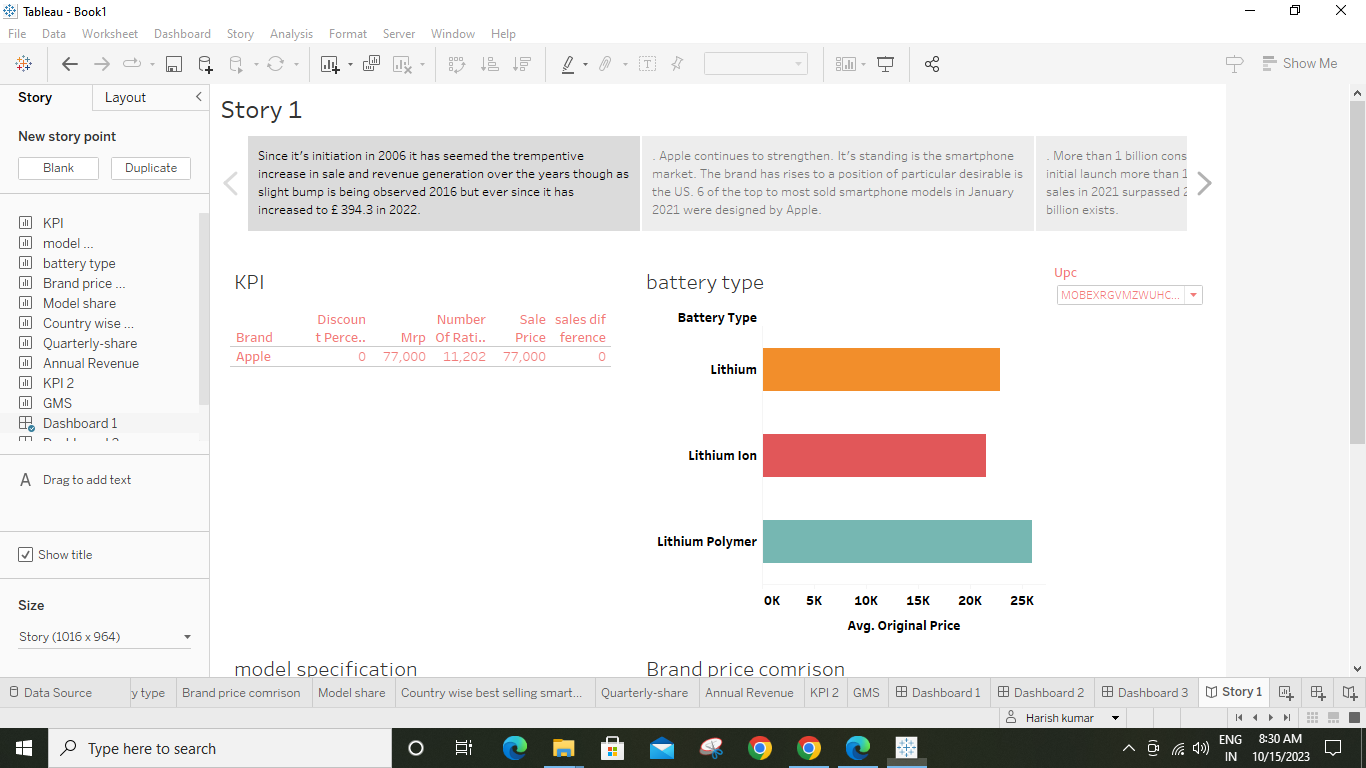 Tableau - Book1
File Data Worksheet Dashboard Story Analysis Format Server Window Help
Show Me
Story Layout
New story point
Blank Duplicate
KPI
model ...
battery type
Brand price ...
Model share
Country wise ...
Quarterly-share
Annual Revenue
KPI 2
GMS
Dashboard 1
A Drag to add text
Show title
Size
Story (1016 x 964)
Story 1
Since it's initiation in 2006 it has seemed the trempentive
increase in sale and revenue generation over the years though as
slight bump is being observed 2016 but ever since it has
increased to £ 394.3 in 2022.
. Apple continues to strengthen. It's standing is the smartphone
market. The brand has rises to a position of particular desirable is
the US. 6 of the top to most sold smartphone models in January
2021 were designed by Apple.
. More than 1 billion cons
initial launch more than 1
sales in 2021 surpassed 2
billion exists.
KPI
Discoun Number Sale sales dif
Brand t Perce.. Mrp Of Rati.. Price ference
Apple 0 77,000 11,202 77,000 0
battery type
Battery Type
Lithium
Lithium Ion
Lithium Polymer
0K 5K 10K 15K 20K 25K
Avg. Original Price
Upc
MOBEXRGVMZWUHC...
model specification
Brand price comrison
Data Source y type Brand price comrison Model share Country wise best selling smart... Quarterly-share Annual Revenue KPI 2 GMS Dashboard 1 Dashboard 2 Dashboard 3 Story 1
Harish kumar
Type here to search
ENG
IN
8:30 AM
10/15/2023